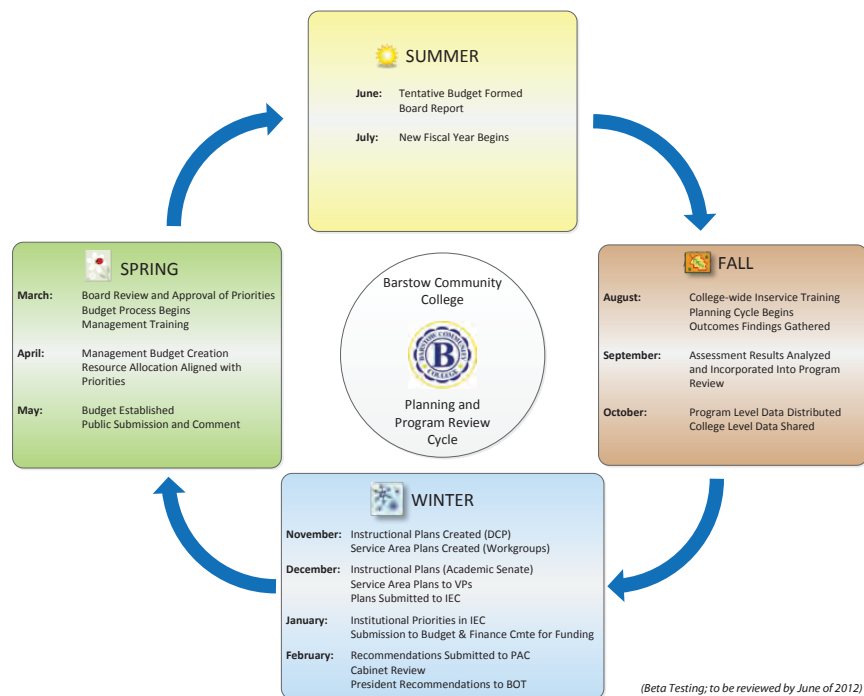 SUMMER
June: Tentative Budget Formed
Board Report
July: New Fiscal Year Begins
FALL
August: College-wide Inservice Training
Planning Cycle Begins
Outcomes Findings Gathered
September: Assessment Results Analyzed
and Incorporated Into Program
Review
October: Program Level Data Distributed
College Level Data Shared
WINTER
November: Instructional Plans Created (DCP)
Service Area Plans Created (Workgroups)
December: Instructional Plans (Academic Senate)
Service Area Plans to VPs
Plans Submitted to IEC
January: Institutional Priorities in IEC
Submission to Budget & Finance Cmte for Funding
February: Recommendations Submitted to PAC
Cabinet Review
President Recommendations to BOT
SPRING
March: Board Review and Approval of Priorities
Budget Process Begins
Management Training
April: Management Budget Creation
Resource Allocation Aligned with
Priorities
May: Budget Established
Public Submission and Comment
Barstow Community
College
BARSTOW COMMUNITY
B
COLLEGE
Planning and
Program Review
Cycle
(Beta Testing; to be reviewed by June of 2012)